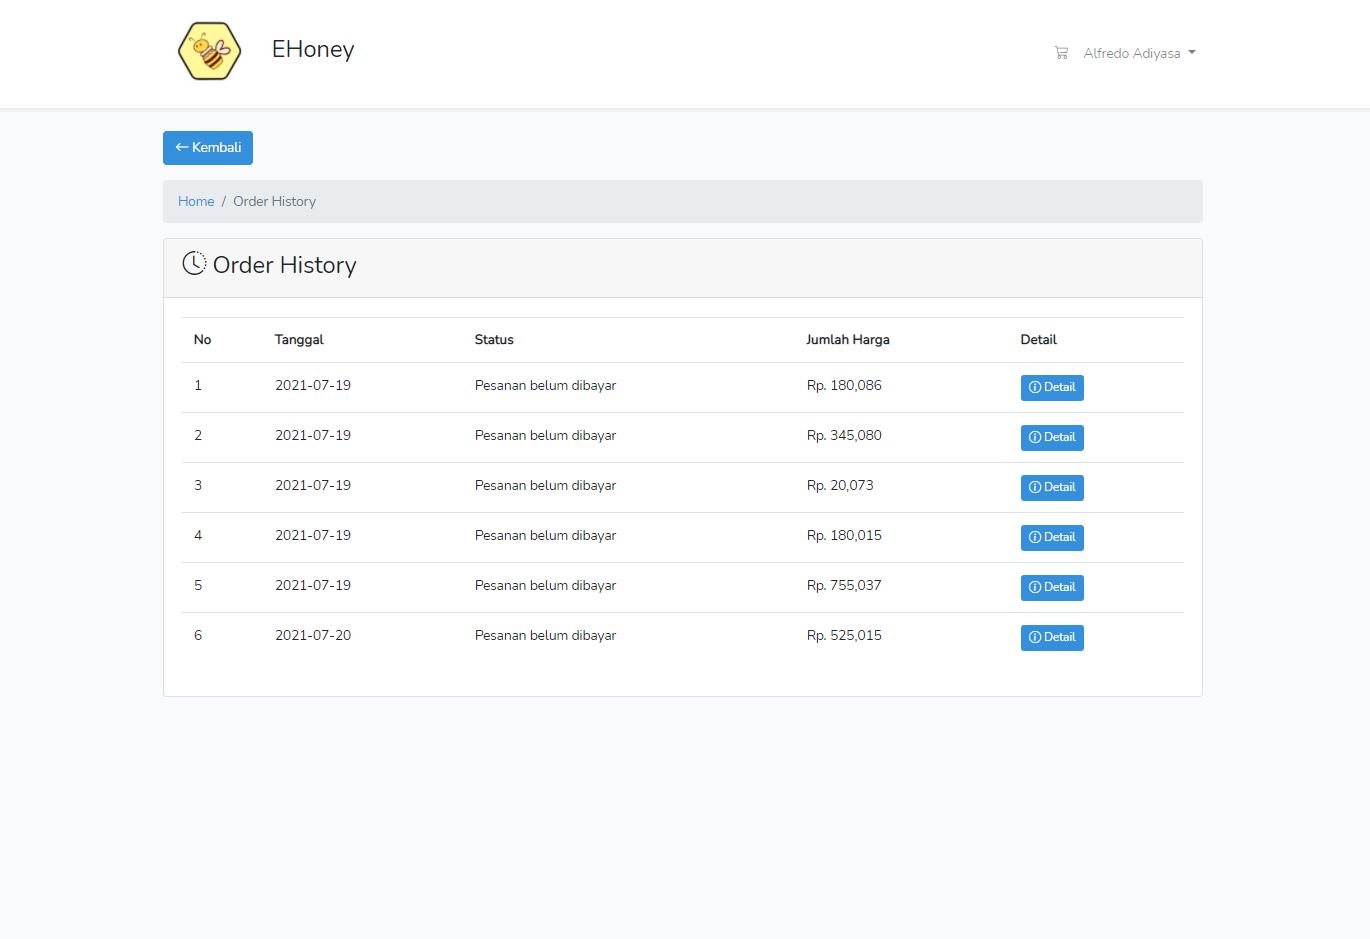 EHoney
Alfredo Adiyasa
← Kembali
Home / Order History
Order History
No Tanggal Status Jumlah Harga Detail
1 2021-07-19 Pesanan belum dibayar Rp. 180,086 Detail
2 2021-07-19 Pesanan belum dibayar Rp. 345,080 Detail
3 2021-07-19 Pesanan belum dibayar Rp. 20,073 Detail
4 2021-07-19 Pesanan belum dibayar Rp. 180,015 Detail
5 2021-07-19 Pesanan belum dibayar Rp. 755,037 Detail
6 2021-07-20 Pesanan belum dibayar Rp. 525,015 Detail